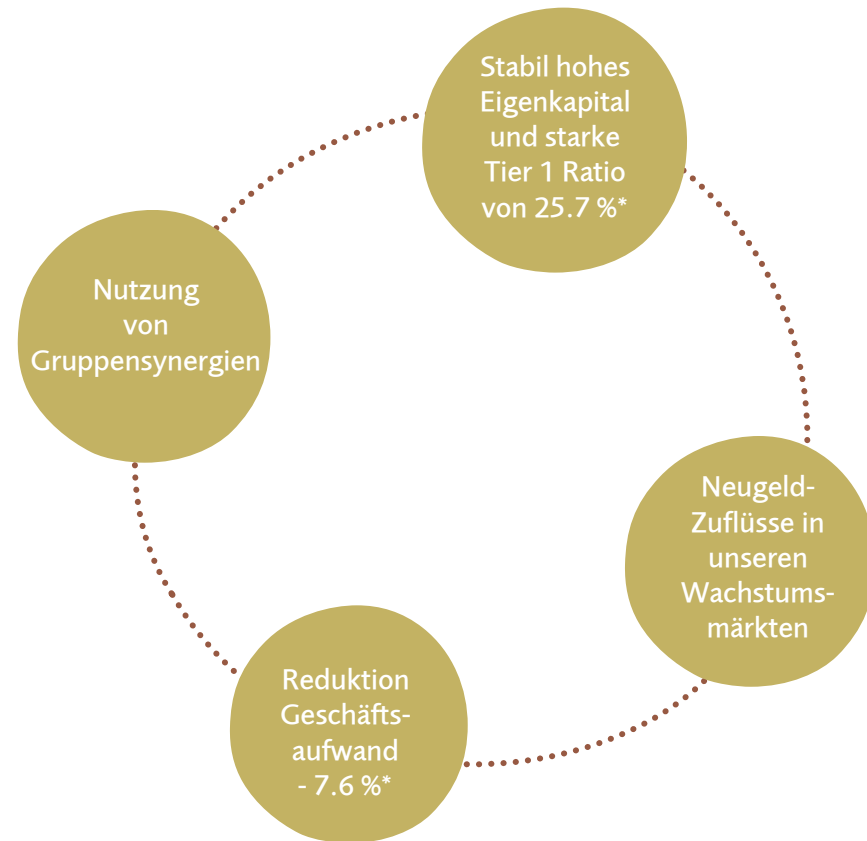 Stabil hohes
Eigenkapital
und starke
Tier 1 Ratio
von 25.7 %*
Nutzung
von
Gruppensynergien
Neugeld-
Zuflüsse in
unseren
Wachstums-
märkten
Reduktion
Geschäfts-
aufwand
- 7.6 %*